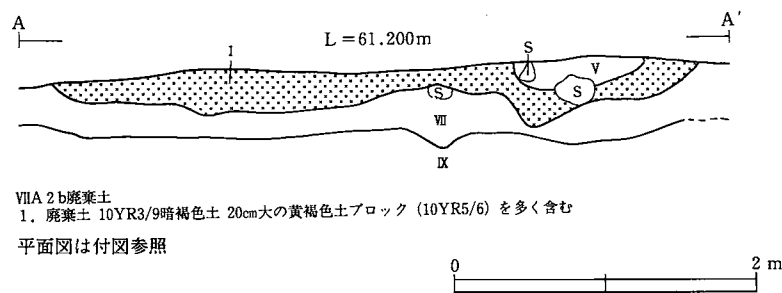 A A′
L=61.200m
I S V
S S
VII
IX
VIIA 2 b廃棄土
1. 廃棄土 10YR3/9暗褐色土 20cm大の黄褐色土ブロック (10YR5/6) を多く含む
平面図は付図参照
0 2 m